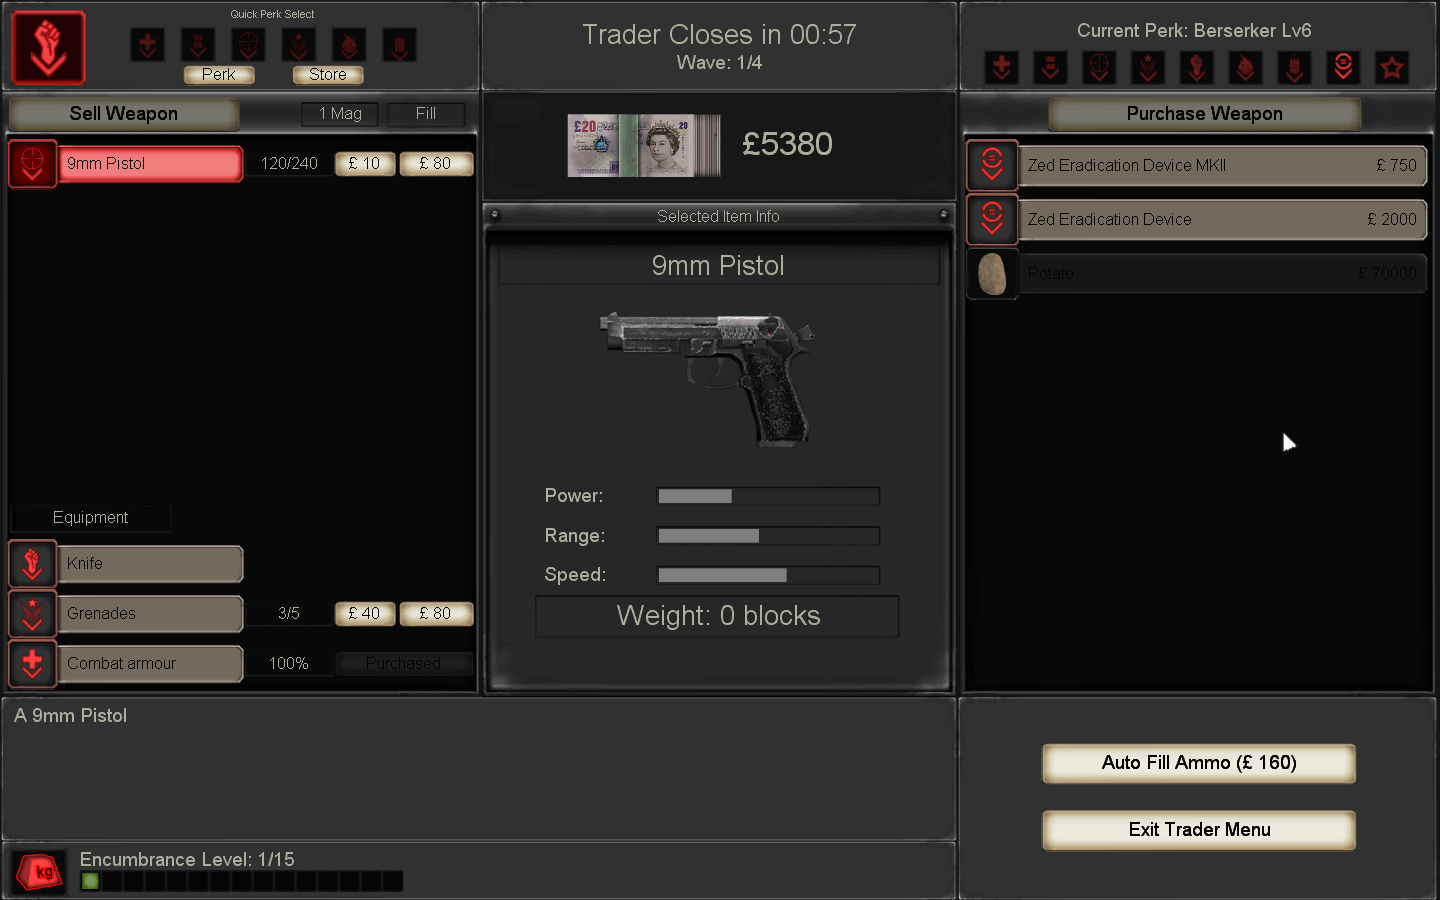 Quick Perk Select
Perk
Store
Trader Closes in 00:57
Wave: 1/4
Current Perk: Berserker Lv6
Sell Weapon
1 Mag
Fill
9mm Pistol
120/240
£ 10
£ 80
£20
20
£5380
Purchase Weapon
Zed Eradication Device MKII
£ 750
Zed Eradication Device
£ 2000
Potato
£ 70000
Selected Item Info
9mm Pistol
Power:
Range:
Speed:
Weight: 0 blocks
Equipment
Knife
Grenades
3/5
£ 40
£ 80
Combat armour
100%
Purchased
A 9mm Pistol
Auto Fill Ammo (£ 160)
Exit Trader Menu
kg
Encumbrance Level: 1/15